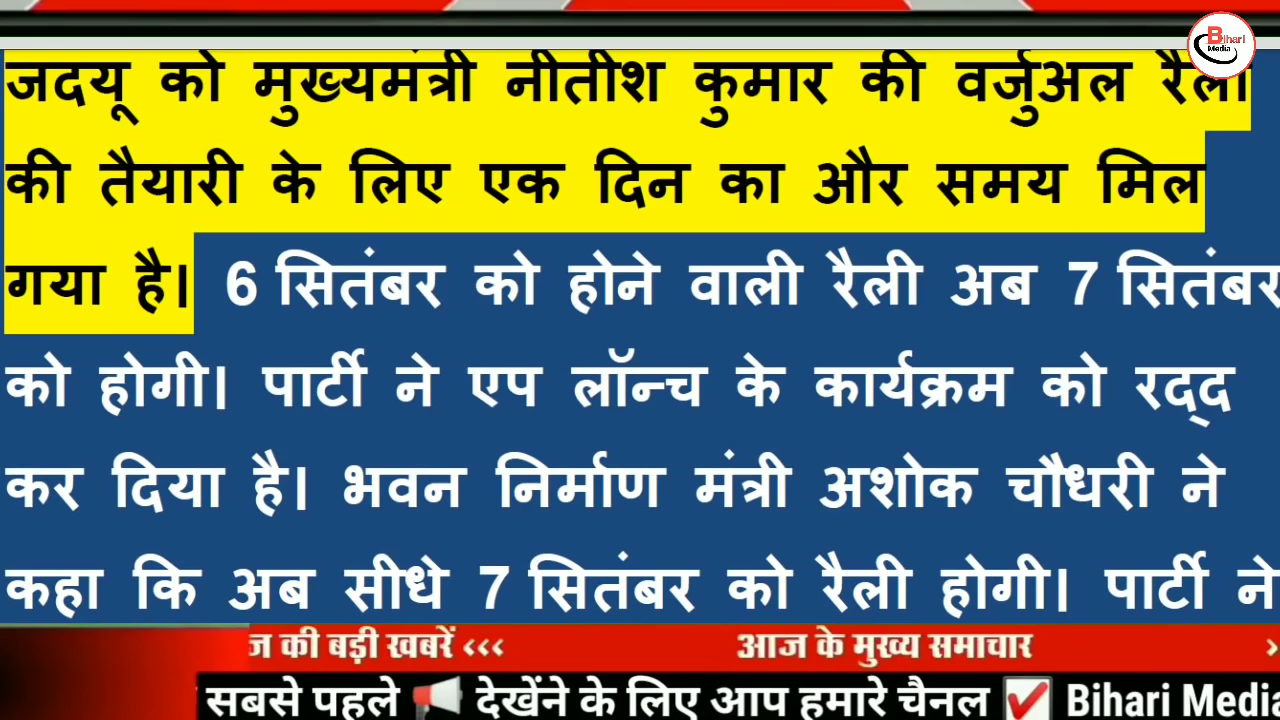 Bihari
Media
जदयू को मुख्यमंत्री नीतीश कुमार की वर्जुअल रैली
की तैयारी के लिए एक दिन का और समय मिल
गया है। 6 सितंबर को होने वाली रैली अब 7 सितंबर
को होगी। पार्टी ने एप लॉन्च के कार्यक्रम को रद्द
कर दिया है। भवन निर्माण मंत्री अशोक चौधरी ने
कहा कि अब सीधे 7 सितंबर को रैली होगी। पार्टी ने
ज की बड़ी खबरें ‹‹‹ आज के मुख्य समाचार ›
सबसे पहले 📢 देखेंने के लिए आप हमारे चैनल ✔ Bihari Media